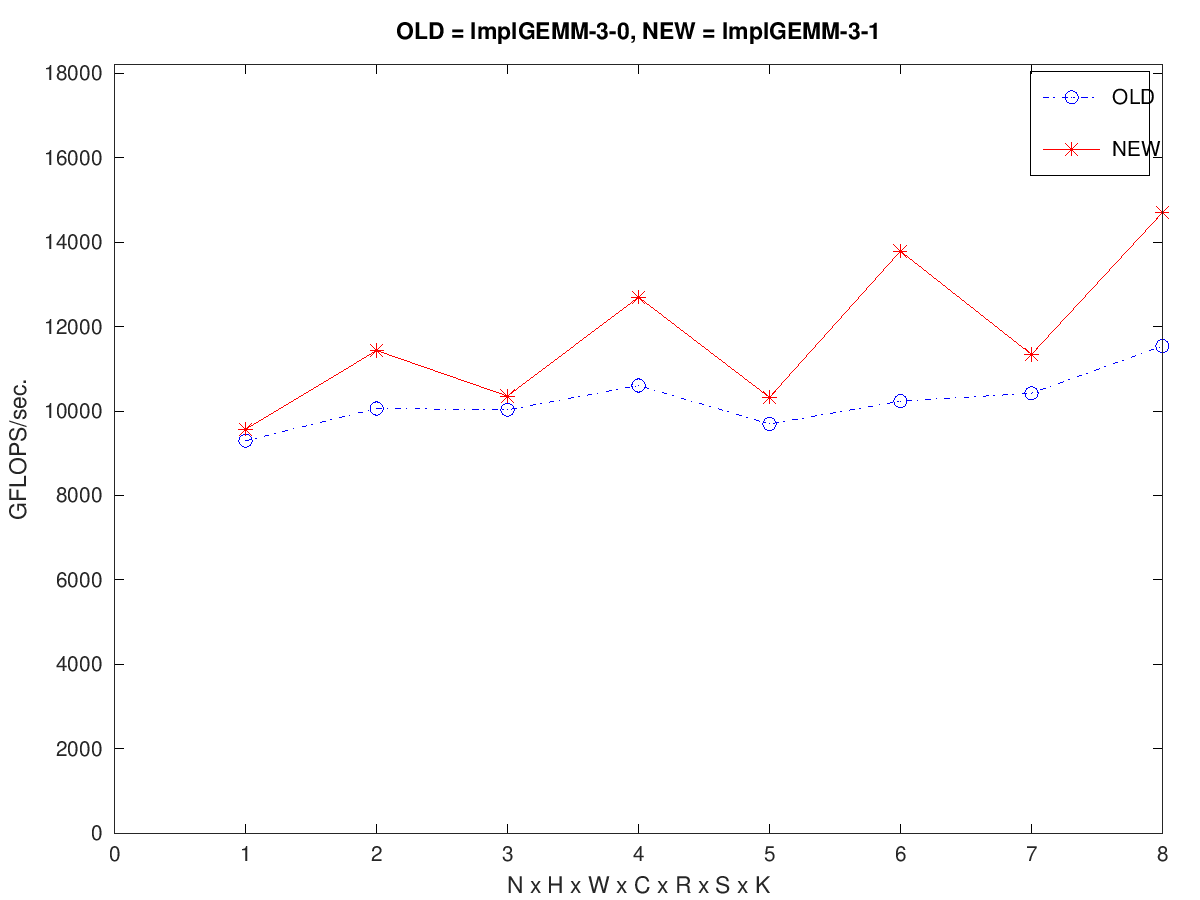 OLD = ImplGEMM-3-0, NEW = ImplGEMM-3-1
18000
16000
14000
12000
10000
8000
6000
4000
2000
0
GFLOPS/sec.
OLD
NEW
0 1 2 3 4 5 6 7 8
N x H x W x C x R x S x K